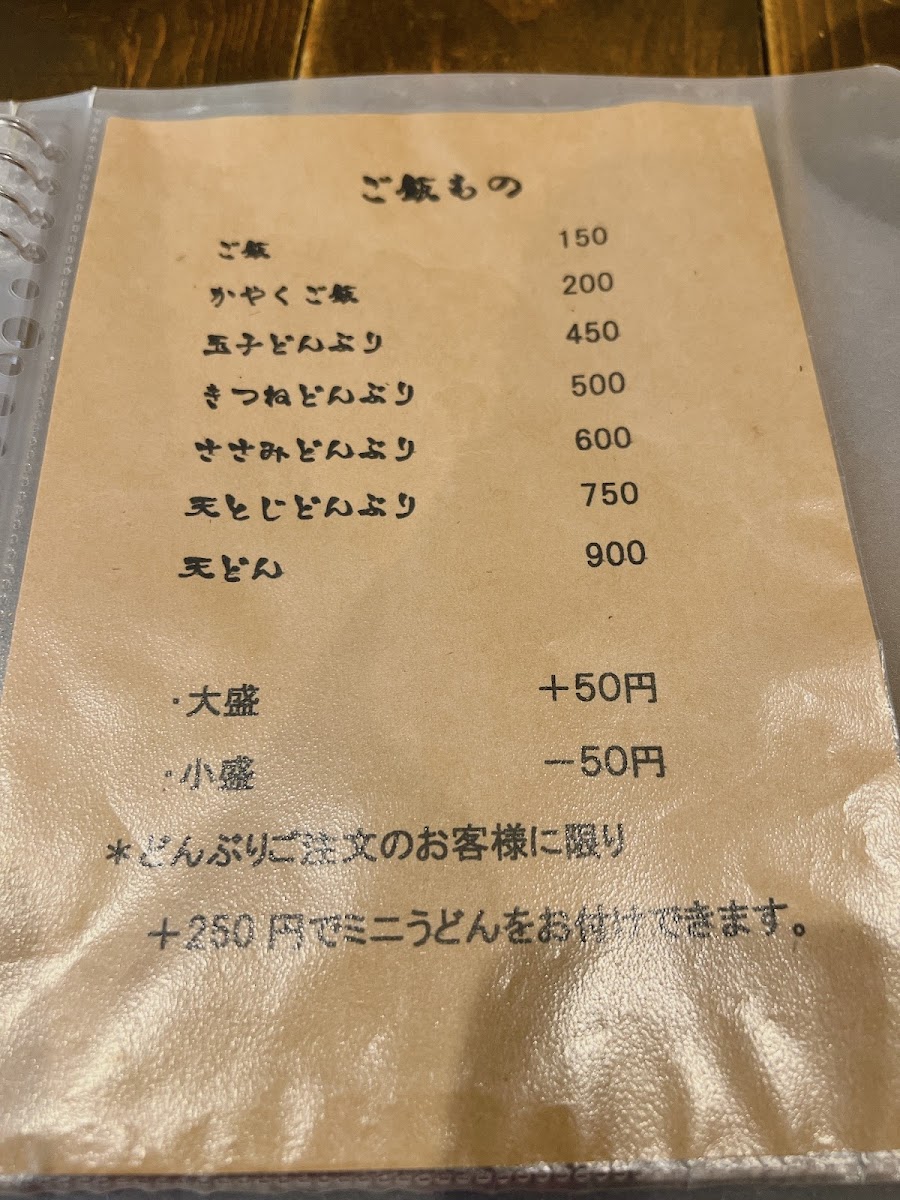 ご飯もの
ご飯 150
かやくご飯 200
玉子どんぶり 450
きつねどんぶり 500
ささみどんぶり 600
天とじどんぶり 750
天どん 900
・大盛 +50円
・小盛 −50円
*どんぶりご注文のお客様に限り
+250円でミニうどんをお付けできます。